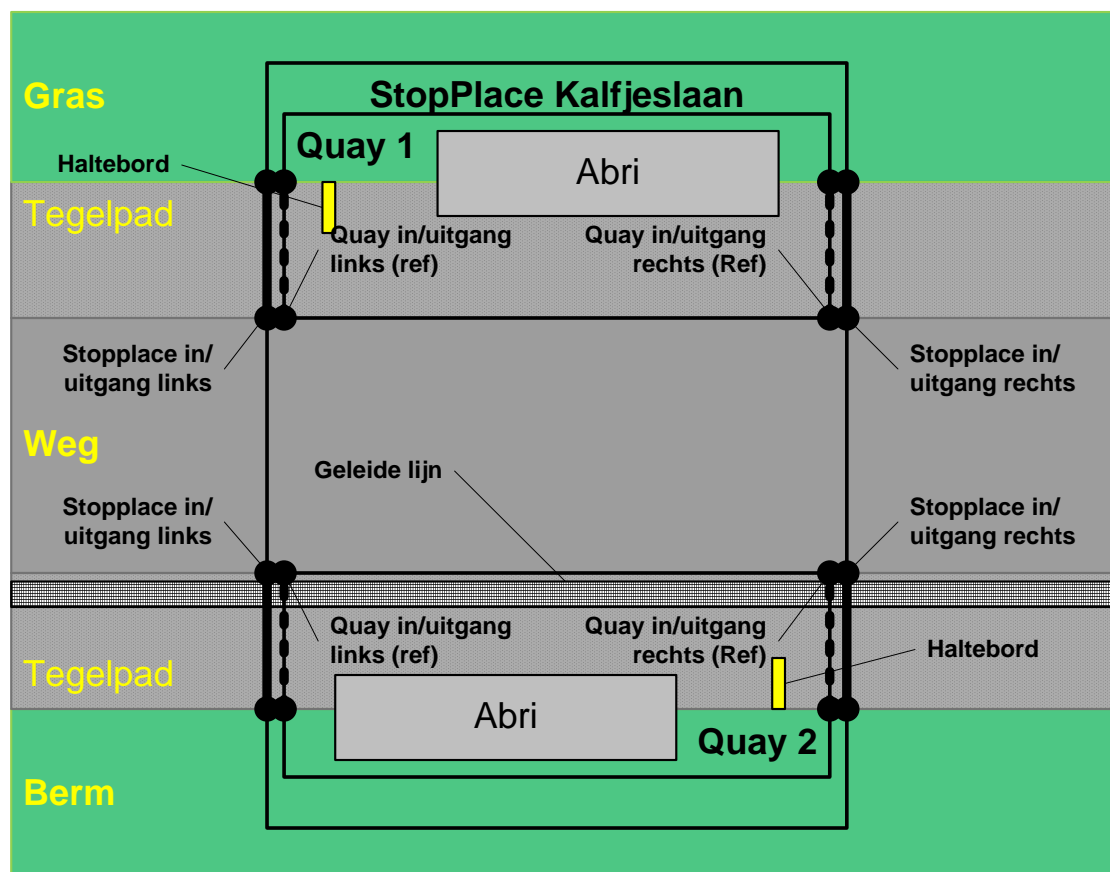 StopPlace Kalfjeslaan
Gras
Quay 1
Haltebord
Abri
Tegelpad
Quay in/uitgang
links (ref)
Quay in/uitgang
rechts (Ref)
Stopplace in/
uitgang links
Stopplace in/
uitgang rechts
Weg
Geleide lijn
Stopplace in/
uitgang links
Stopplace in/
uitgang rechts
Quay in/uitgang
links (ref)
Quay in/uitgang
rechts (Ref)
Haltebord
Tegelpad
Abri
Quay 2
Berm